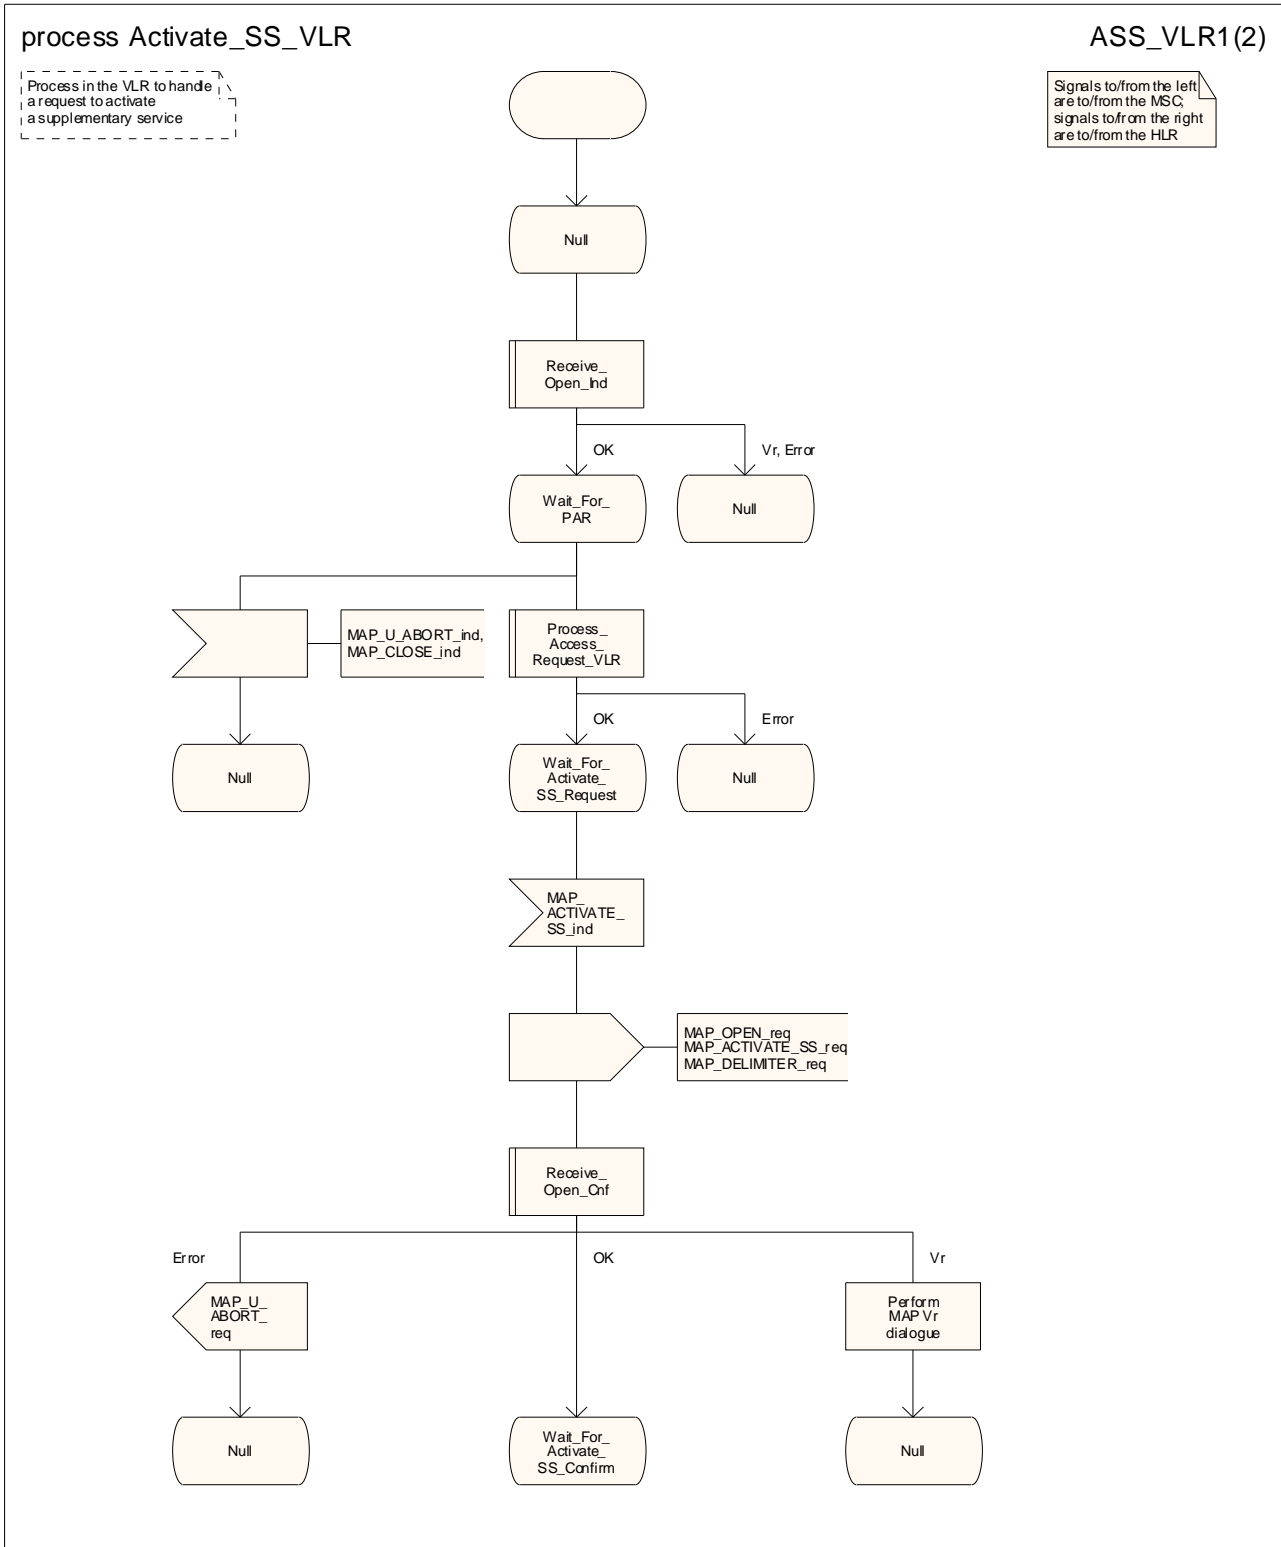 process Activate_SS_VLR
ASS_VLR1(2)
Process in the VLR to handle
a request to activate
a supplementary service
Signals to/from the left
are to/from the MSC;
signals to/from the right
are to/from the HLR
Null
Receive_
Open_Ind
OK
Vr, Error
Wait_For_
PAR
Null
MAP_U_ABORT_ind,
MAP_CLOSE_ind
Process_
Access_
Request_VLR
OK
Error
Null
Wait_For_
Activate_
SS_Request
Null
MAP_
ACTIVATE_
SS_ind
MAP_OPEN_req
MAP_ACTIVATE_SS_req
MAP_DELIMITER_req
Receive_
Open_Cnf
Error
OK
Vr
MAP_U_
ABORT_
req
Perform
MAP Vr
dialogue
Null
Wait_For_
Activate_
SS_Confirm
Null